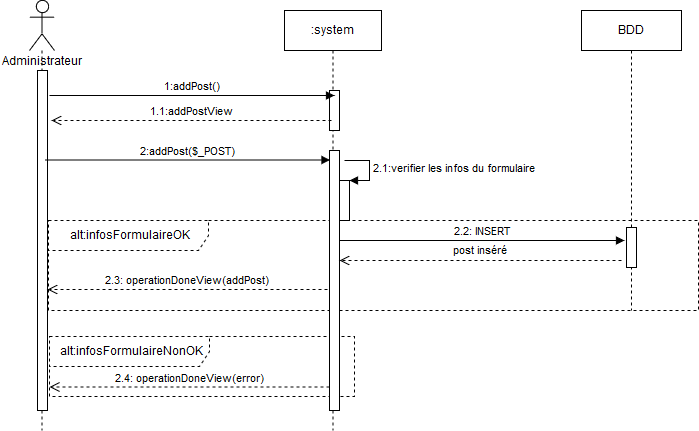 :system
BDD
Administrateur
1:addPost()
1.1:addPostView
2:addPost($_POST)
2.1:verifier les infos du formulaire
alt:infosFormulaireOK
2.2: INSERT
post inséré
2.3: operationDoneView(addPost)
alt:infosFormulaireNonOK
2.4: operationDoneView(error)